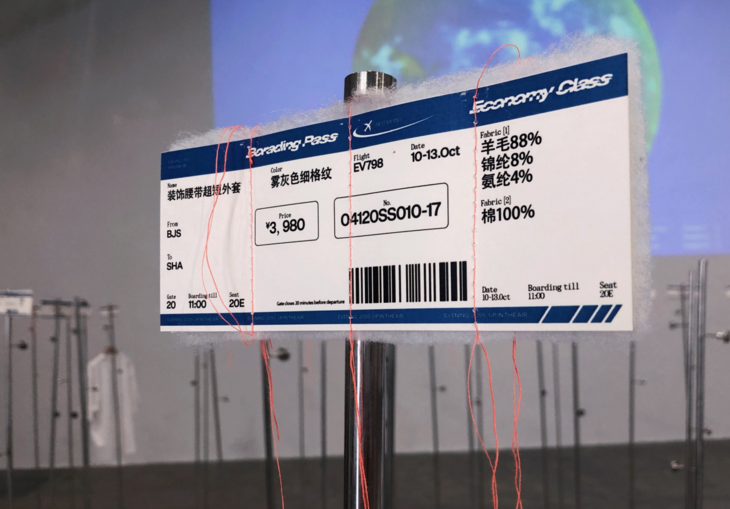 Borading Pass
Economy Class
Name
装饰腰带超短外套
Color
雾灰色细格纹
Flight
EV798
Date
10-13.Oct
Fabric [1]
羊毛88%
锦纶8%
氨纶4%
Fabric [2]
棉100%
From
BJS
Price
¥3, 980
No.
04120SS010-17
To
SHA
Gate
20
Boarding till
11:00
Seat
20E
Gate closes 20 minutes before departure
Date
10-13.Oct
Boarding till
11:00
Seat
20E